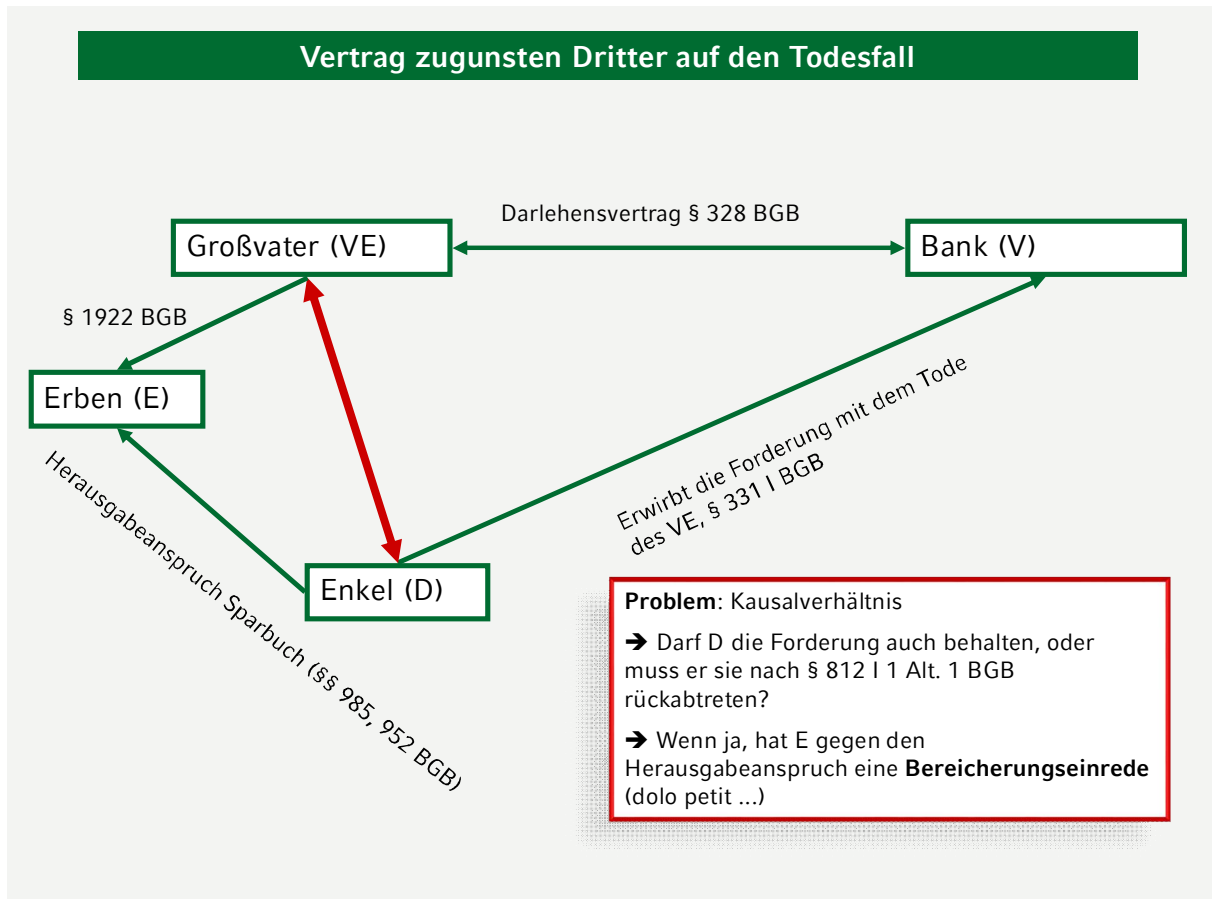 Vertrag zugunsten Dritter auf den Todesfall
Darlehensvertrag § 328 BGB
Großvater (VE)
Bank (V)
§ 1922 BGB
Erben (E)
Erwirbt die Forderung mit dem Tode
des VE, § 331 I BGB
Herausgabeanspruch Sparbuch (§§ 985, 952 BGB)
Enkel (D)
Problem: Kausalverhältnis
➔ Darf D die Forderung auch behalten, oder
muss er sie nach § 812 I 1 Alt. 1 BGB
rückabtreten?
➔ Wenn ja, hat E gegen den
Herausgabeanspruch eine Bereicherungseinrede
(dolo petit ...)